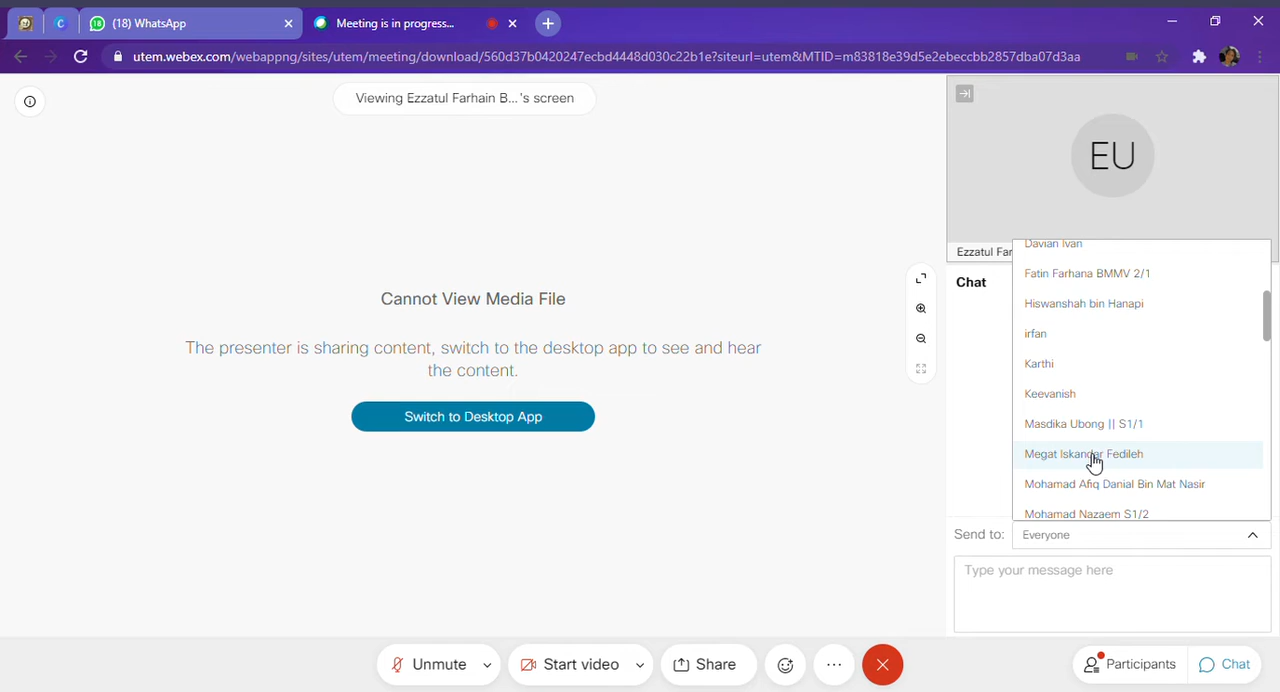 (18) WhatsApp
Meeting is in progress...
utem.webex.com/webappng/sites/utem/meeting/download/560d37b0420247ecbd4448d030c22b1e?siteurl=utem&MTID=m83818e39d5e2ebeccbb2857dba07d3aa
Viewing Ezzatul Farhain B... 's screen
EU
Ezzatul Far
Cannot View Media File
The presenter is sharing content, switch to the desktop app to see and hear
the content.
Switch to Desktop App
Chat
Davian Ivan
Fatin Farhana BMMV 2/1
Hiswanshah bin Hanapi
irfan
Karthi
Keevanish
Masdika Ubong || S1/1
Megat Iskandar Fedileh
Mohamad Afiq Danial Bin Mat Nasir
Mohamad Nazaem S1/2
Send to: Everyone
Type your message here
Unmute
Start video
Share
Participants
Chat